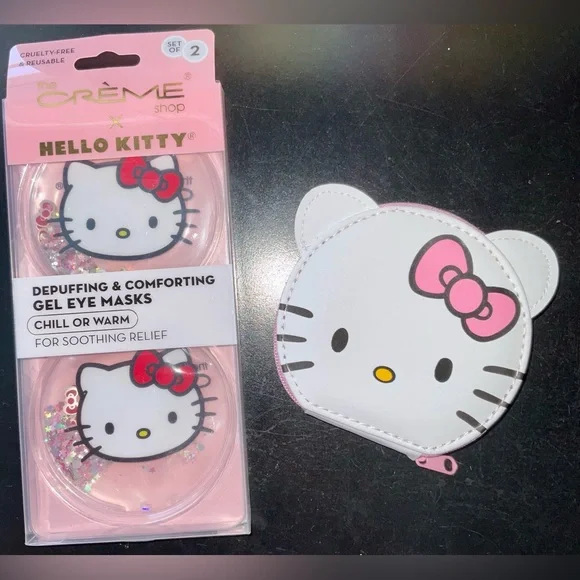 CRUELTY-FREE
& REUSABLE
SET
OF 2
the
CRÈME®
shop
X
HELLO KITTY®
DEPUFFING & COMFORTING
GEL EYE MASKS
CHILL OR WARM
FOR SOOTHING RELIEF